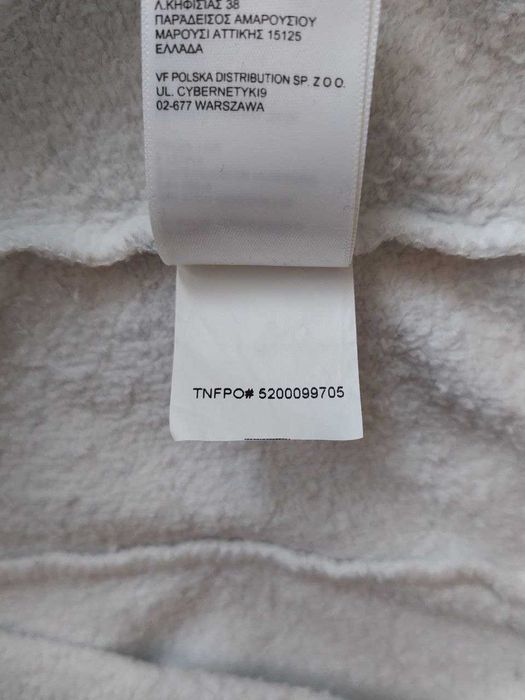 Λ.ΚΗΦΙΣΙΑΣ 38
ΠΑΡΑΔΕΙΣΟΣ ΑΜΑΡΟΥΣΙΟΥ
ΜΑΡΟΥΣΙ ΑΤΤΙΚΗΣ 15125
ΕΛΛΑΔΑ
VF POLSKA DISTRIBUTION SP. Z O O.
UL. CYBERNETYKI9
02-677 WARSZAWA
TNFPO# 5200099705